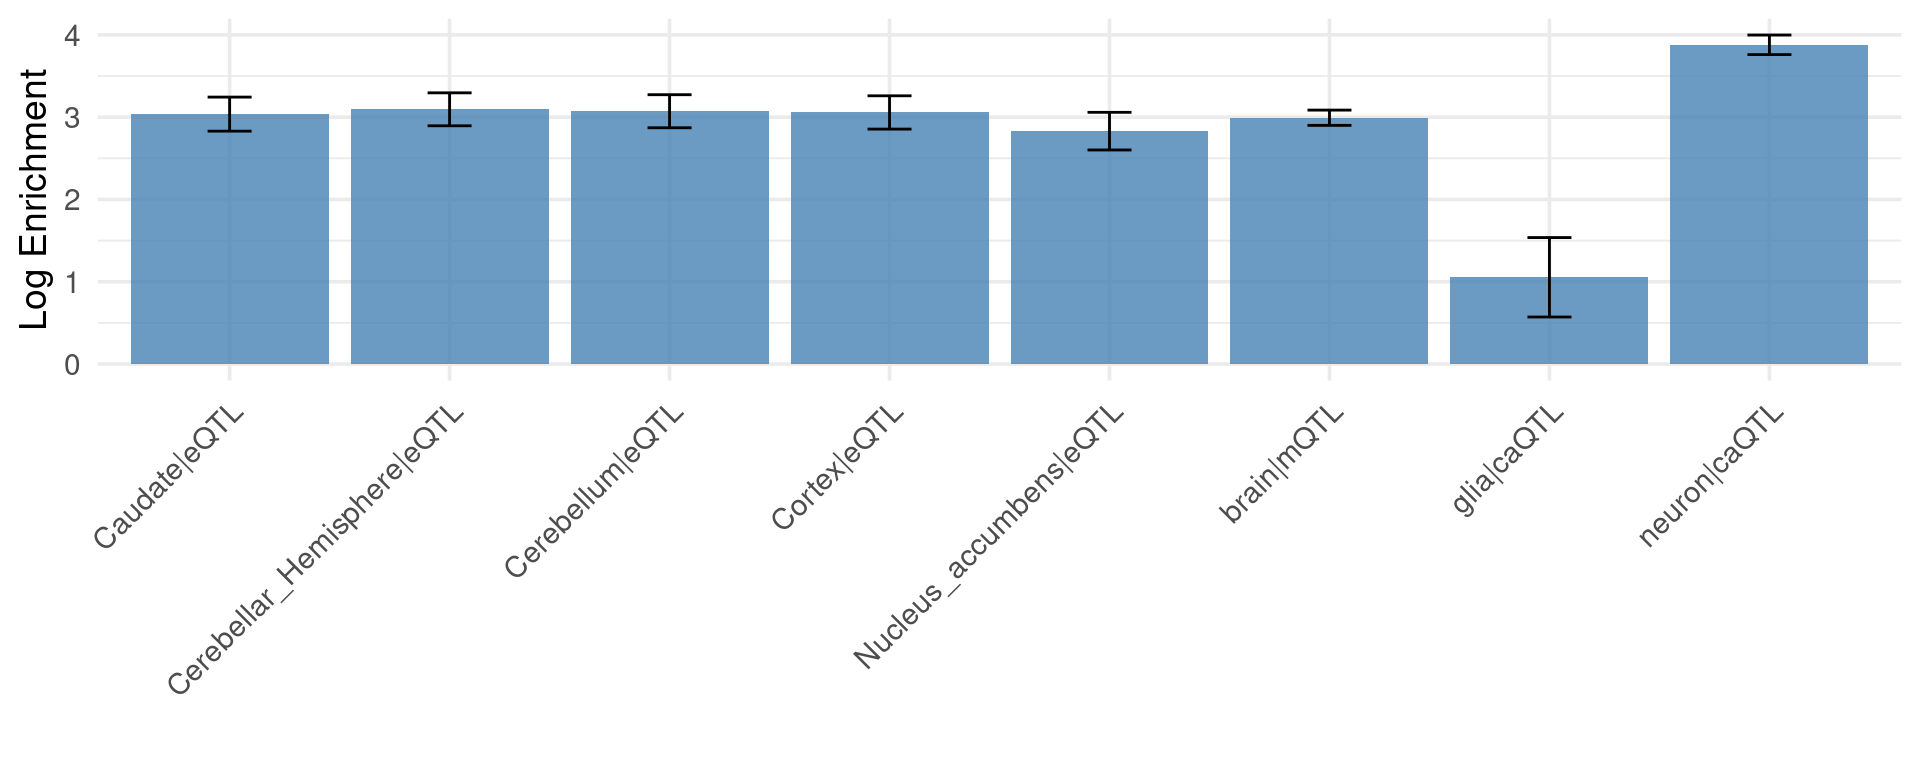 Log Enrichment
4
3
2
1
0
Caudate|eQTL
Cerebellar_Hemisphere|eQTL
Cerebellum|eQTL
Cortex|eQTL
Nucleus_accumbens|eQTL
brain|mQTL
glia|caQTL
neuron|caQTL